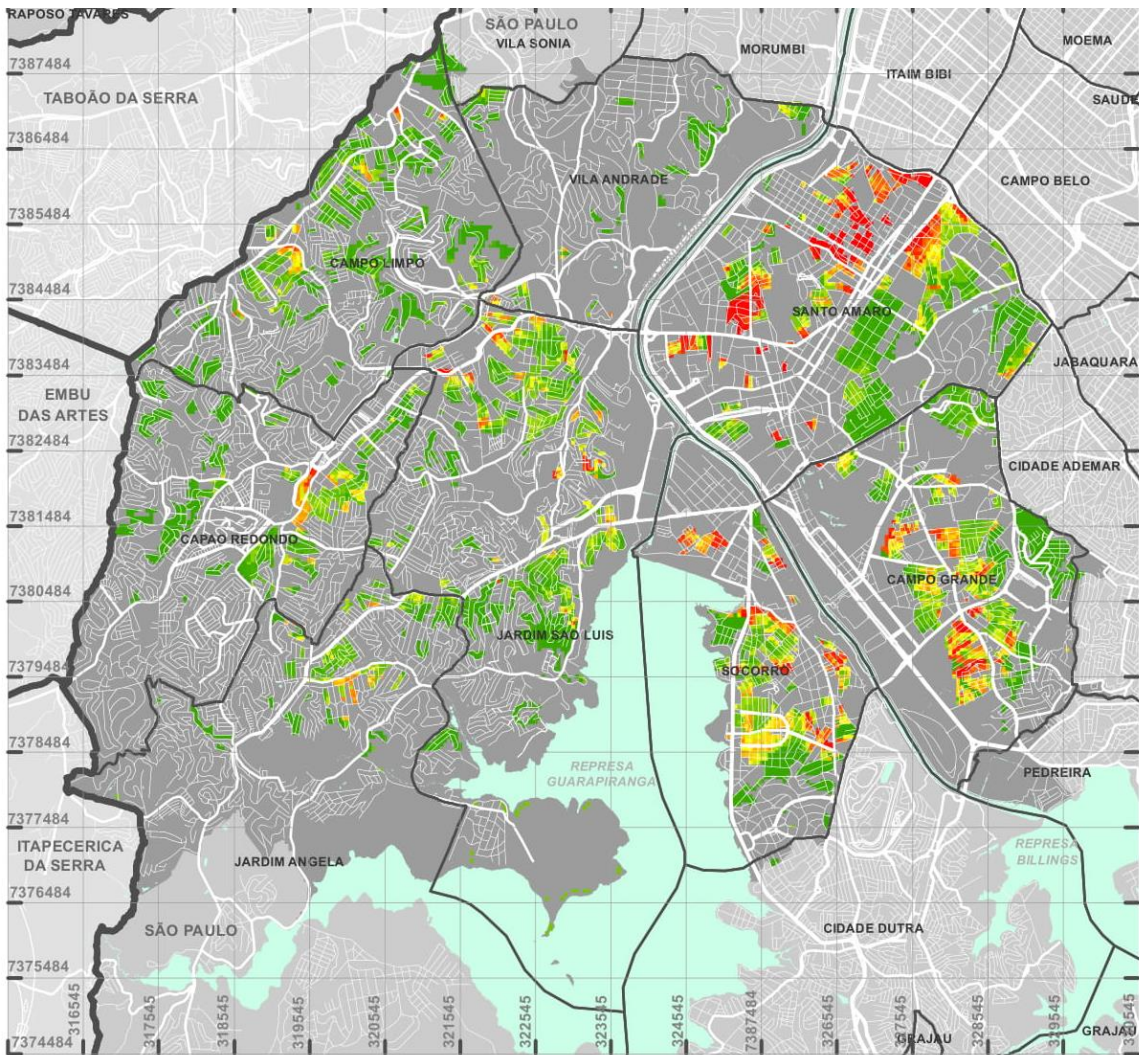 RAPOSO TAVARES
SÃO PAULO
VILA SONIA
MORUMBI
MOEMA
ITAIM BIBI
7387484
TABOÃO DA SERRA
SAUDE
7386484
VILA ANDRADE
CAMPO BELO
7385484
CAMPO LIMPO
7384484
SANTO AMARO
7383484
JABAQUARA
EMBU
DAS ARTES
7382484
CIDADE ADEMAR
7381484
CAPAO REDONDO
CAMPO GRANDE
7380484
JARDIM SAO LUIS
7379484
SOCORRO
7378484
REPRESA
GUARAPIRANGA
PEDREIRA
7377484
ITAPECERICA
DA SERRA
JARDIM ANGELA
REPRESA
BILLINGS
7376484
SÃO PAULO
CIDADE DUTRA
7375484
316545
317545
318545
319545
320545
321545
322545
323545
324545
7387484
326545
327545
328545
329545
330545
GRAJAU
GRAJAU
7374484